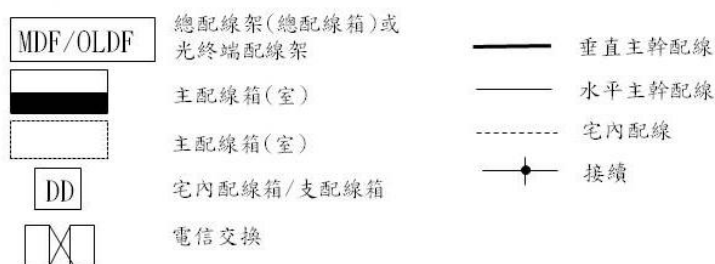 MDF/OLDF
總配線架(總配線箱)或
光終端配線架
主配線箱(室)
主配線箱(室)
DD
宅內配線箱/支配線箱
電信交換
垂直主幹配線
水平主幹配線
宅內配線
接續